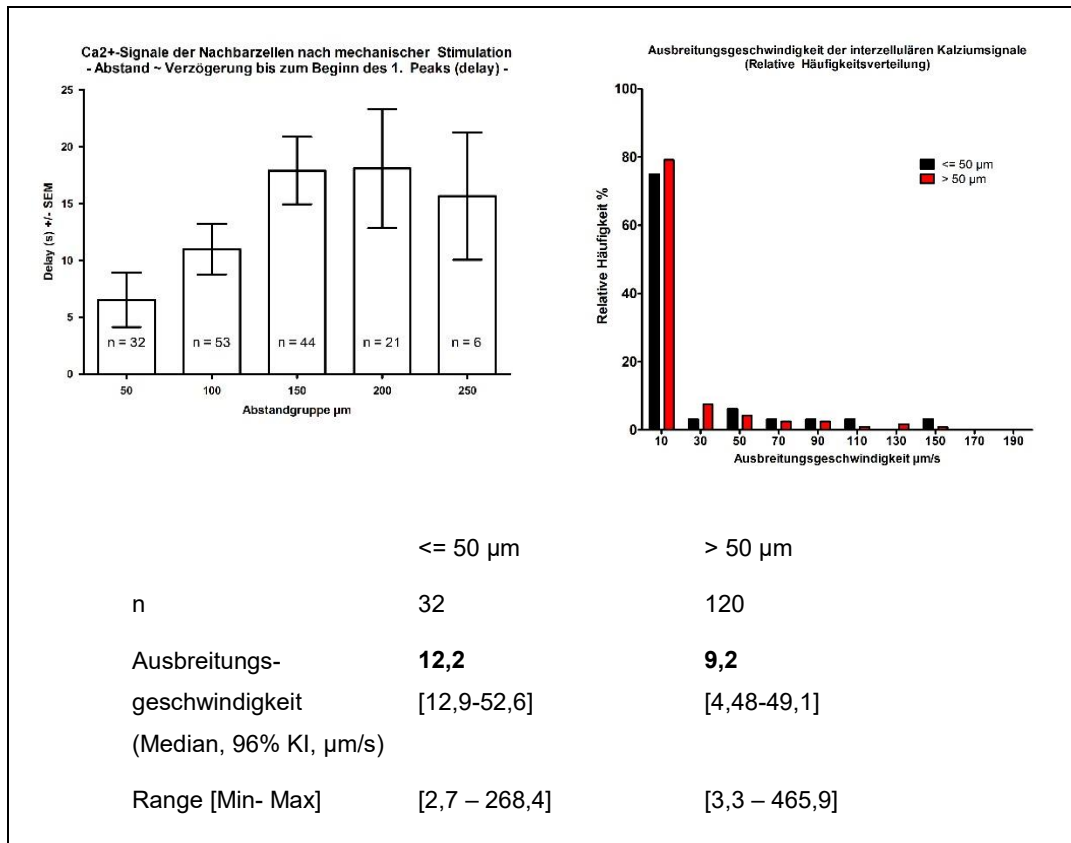 Ca2+-Signale der Nachbarzellen nach mechanischer Stimulation
- Abstand ~ Verzögerung bis zum Beginn des 1. Peaks (delay) -
Delay (s) +/- SEM
25
20
15
10
5
0
n = 32
n = 53
n = 44
n = 21
n = 6
50
100
150
200
250
Abstandgruppe µm
Ausbreitungsgeschwindigkeit der interzellulären Kalziumsignale
(Relative Häufigkeitsverteilung)
Relative Häufigkeit %
100
80
60
40
20
0
<= 50 µm
> 50 µm
10
30
50
70
90
110
130
150
170
190
Ausbreitungsgeschwindigkeit µm/s
<= 50 µm > 50 µm
n 32 120
Ausbreitungs- 12,2 9,2
geschwindigkeit [12,9-52,6] [4,48-49,1]
(Median, 96% KI, µm/s)
Range [Min- Max] [2,7 – 268,4] [3,3 – 465,9]